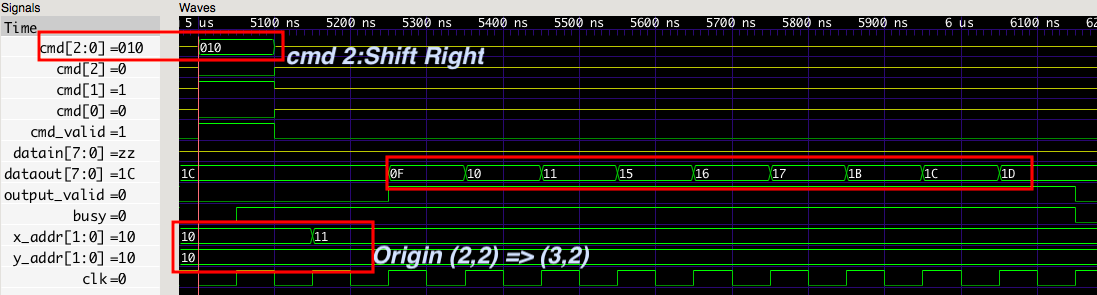 Signals
Waves
Time
5 us 5100 ns 5200 ns 5300 ns 5400 ns 5500 ns 5600 ns 5700 ns 5800 ns 5900 ns 6 us 6100 ns 62
cmd[2:0] =010 010
cmd 2:Shift Right
cmd[2] =0
cmd[1] =1
cmd[0] =0
cmd_valid =1
datain[7:0] =zz
dataout[7:0] =1C 1C 0F 10 11 15 16 17 1B 1C 1D
output_valid =0
busy =0
x_addr[1:0] =10 10 11
Origin (2,2) => (3,2)
y_addr[1:0] =10 10
clk =0